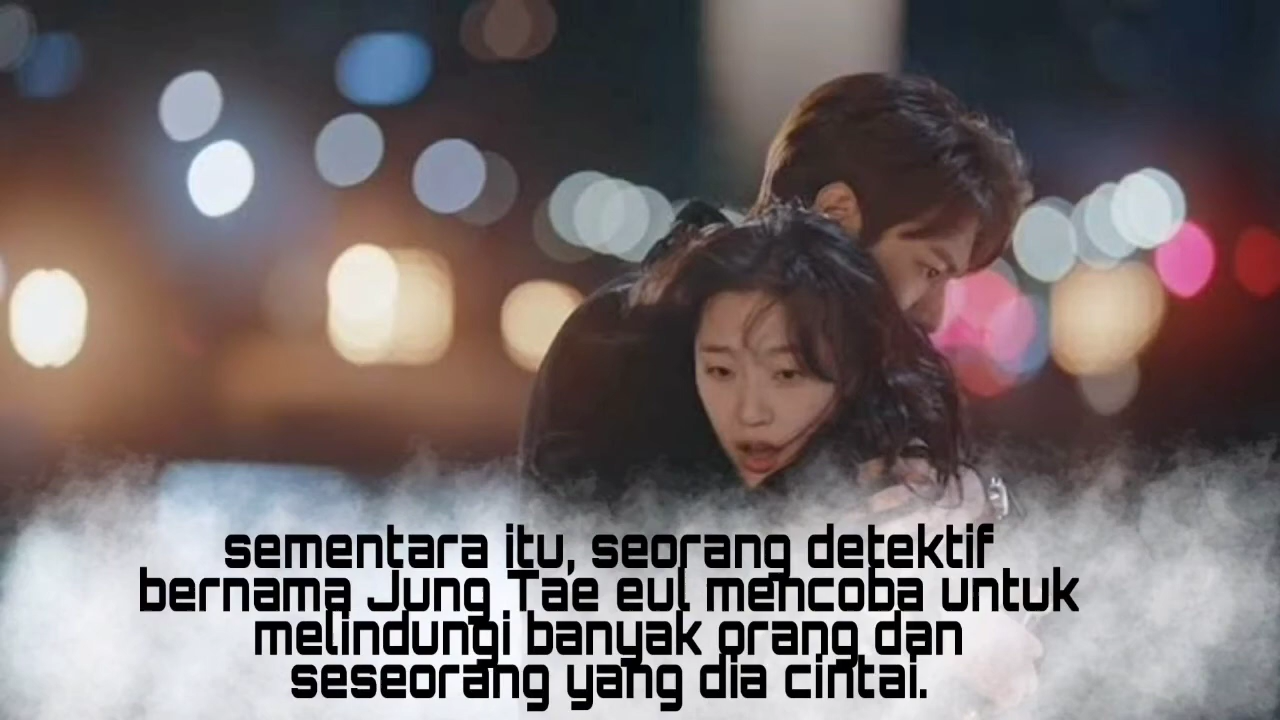 sementara itu, seorang detektif
bernama Jung Tae eul mencoba untuk
melindungi banyak orang dan
seseorang yang dia cintai.